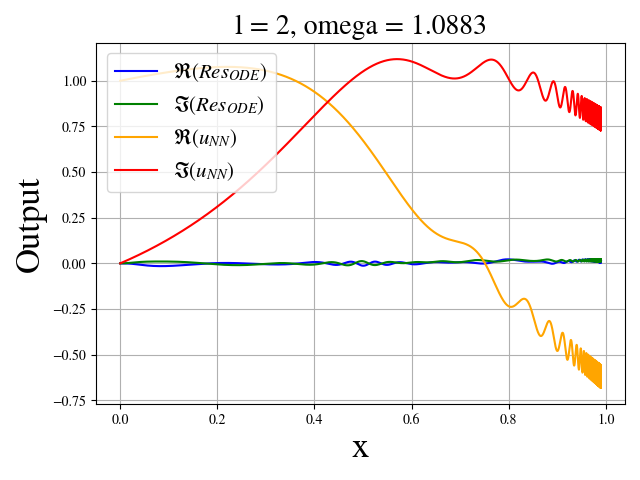 l = 2, omega = 1.0883
ℜ(Res_ODE)
ℑ(Res_ODE)
ℜ(u_NN)
ℑ(u_NN)
Output
1.00
0.75
0.50
0.25
0.00
−0.25
−0.50
−0.75
0.0 0.2 0.4 0.6 0.8 1.0
x